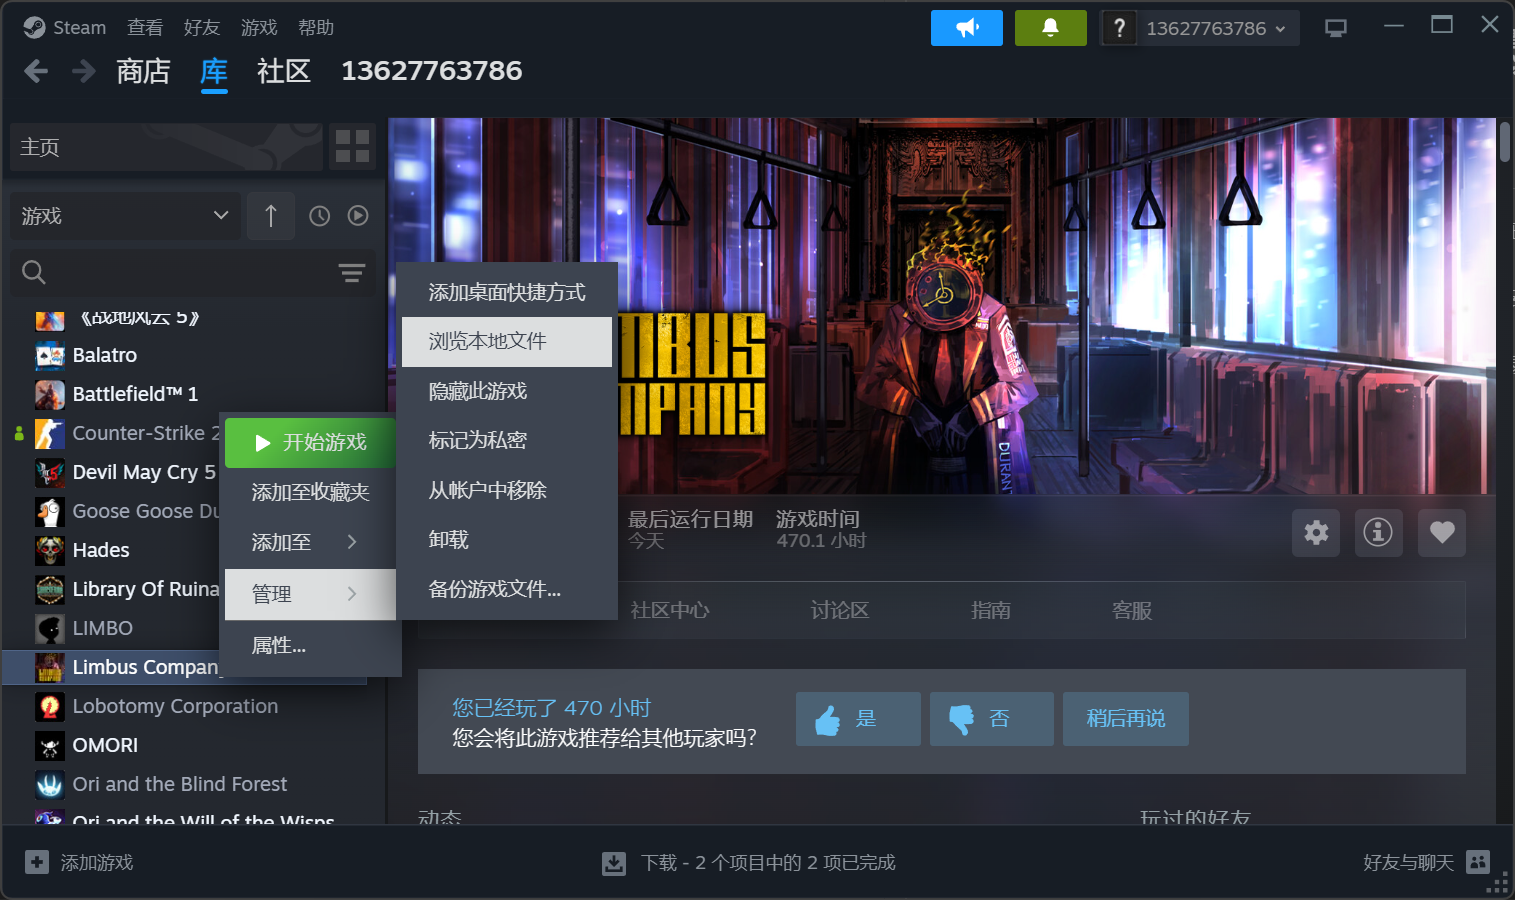 Steam 查看 好友 游戏 帮助
? 13627763786
商店 库 社区 13627763786
主页
游戏
《战地风云 5》
Balatro
Battlefield™ 1
Counter-Strike 2
Devil May Cry 5
Goose Goose Du
Hades
Library Of Ruina
LIMBO
Limbus Company
Lobotomy Corporation
OMORI
Ori and the Blind Forest
Ori and the Will of the Wisps
开始游戏
添加至收藏夹
添加至
管理
属性...
添加桌面快捷方式
浏览本地文件
隐藏此游戏
标记为私密
从帐户中移除
卸载
备份游戏文件...
MBUS
MPANY
DURAN
最后运行日期 游戏时间
今天 470.1 小时
社区中心 讨论区 指南 客服
您已经玩了 470 小时
您会将此游戏推荐给其他玩家吗?
是 否 稍后再说
动态 玩过的好友
添加游戏 下载 - 2 个项目中的 2 项已完成 好友与聊天